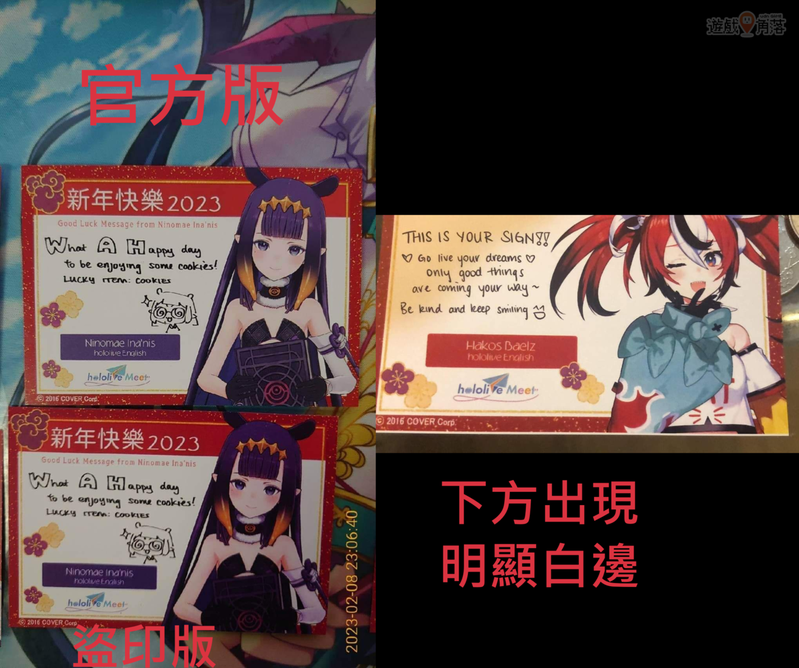 官方版
新年快樂2023
Good Luck Message from Ninomae Ina'nis
What A Happy day
to be enjoying some cookies!
LUCKY ITEM: COOKIES
Ninomae Ina'nis
hololive English
hololive Meet
© 2016 COVER Corp.
新年快樂2023
Good Luck Message from Ninomae Ina'nis
What A Happy day
to be enjoying some cookies!
LUCKY ITEM: COOKIES
Ninomae Ina'nis
hololive English
hololive Meet
© 2016 COVER Corp.
盜印版
2023-02-08 23:06:40
遊戲角落
THIS IS YOUR SIGN!!
♡ Go live your dreams ♡
only good things
are coming your way~
Be kind and keep smiling
Hakos Baelz
hololive English
hololive Meet
© 2016 COVER Corp.
下方出現
明顯白邊